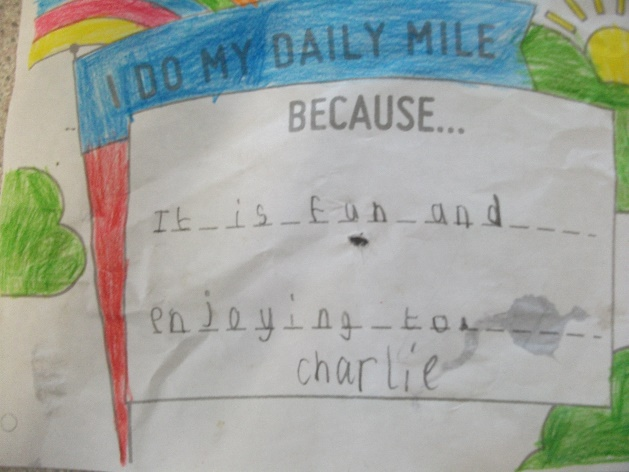 I DO MY DAILY MILE
BECAUSE...
It is fun and
enjoying to
charlie